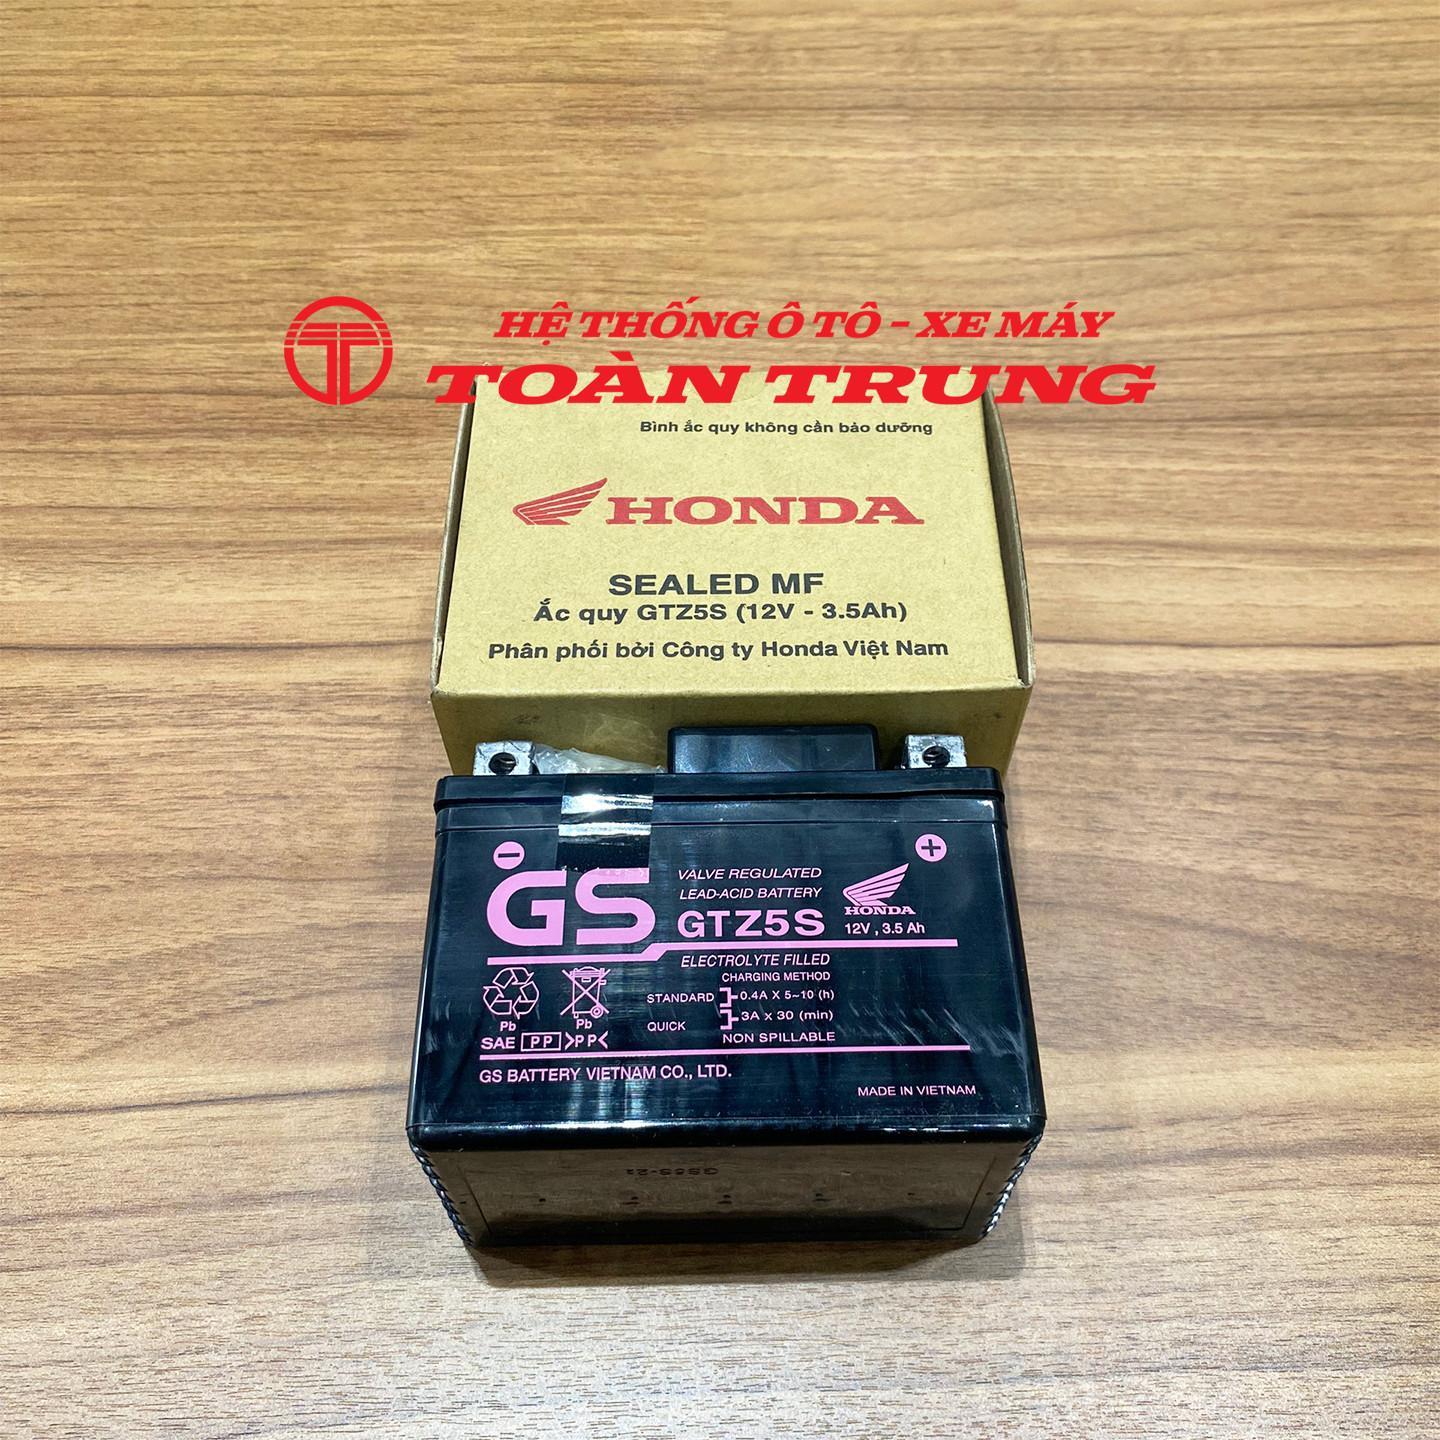 HỆ THỐNG Ô TÔ - XE MÁY
TOÀN TRUNG
Bình ắc quy không cần bảo dưỡng
HONDA
SEALED MF
Ắc quy GTZ5S (12V - 3.5Ah)
Phân phối bởi Công ty Honda Việt Nam
GS
VALVE REGULATED
LEAD-ACID BATTERY
GTZ5S
HONDA
12V , 3.5 Ah
ELECTROLYTE FILLED
CHARGING METHOD
STANDARD 0.4A X 5~10 (h)
QUICK 3A x 30 (min)
NON SPILLABLE
Pb
Pb
SAE PP >PP<
GS BATTERY VIETNAM CO., LTD.
MADE IN VIETNAM